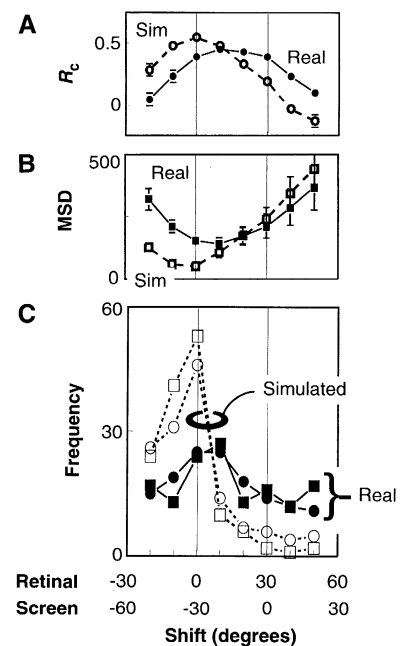 A
Sim
Real
0.5
0
Rc
B
500
Real
MSD
0
Sim
C
60
Simulated
30
Frequency
Real
0
Retinal -30 0 30 60
Screen -60 -30 0 30
Shift (degrees)